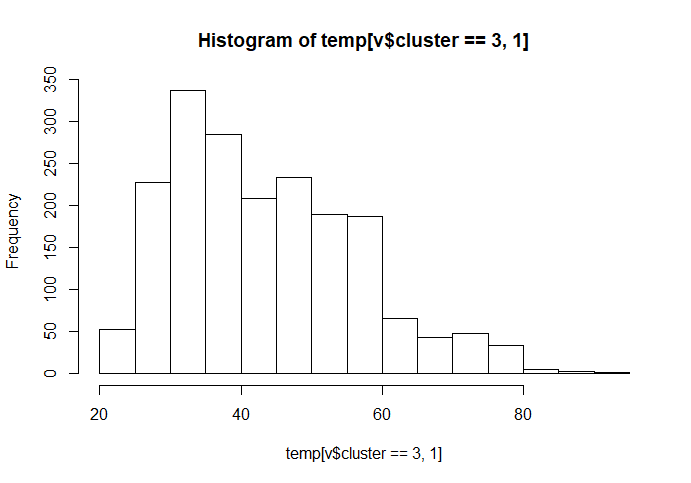 Histogram of temp[v$cluster == 3, 1]
Frequency
350
300
250
200
150
100
50
0
20 40 60 80
temp[v$cluster == 3, 1]